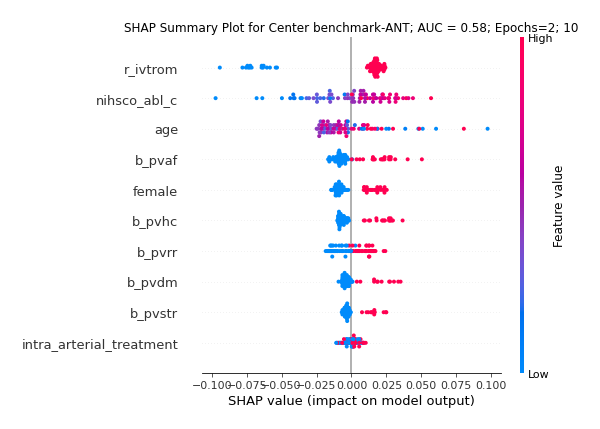 SHAP Summary Plot for Center benchmark-ANT; AUC = 0.58; Epochs=2; 10
High
r_ivtrom
nihsco_abl_c
age
b_pvaf
female
b_pvhc
b_pvrr
b_pvdm
b_pvstr
intra_arterial_treatment
Feature value
Low
−0.100 −0.075 −0.050 −0.025 0.000 0.025 0.050 0.075 0.100
SHAP value (impact on model output)